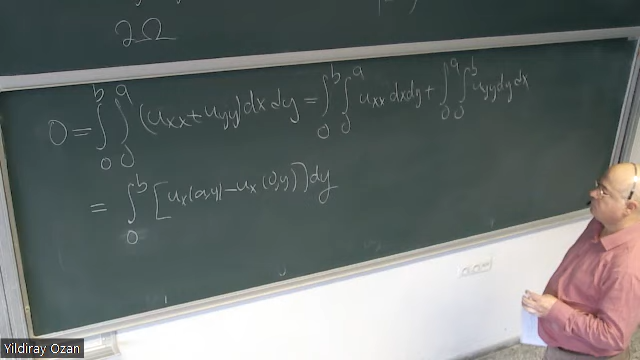 2Ω
0 = ∫₀ᵇ ∫₀ᵃ (uxx + uyy) dx dy = ∫₀ᵇ ∫₀ᵃ uxx dx dy + ∫₀ᵃ ∫₀ᵇ uyy dy dx
= ∫₀ᵇ [ux(a,y) − ux(0,y)] dy
Yildiray Ozan